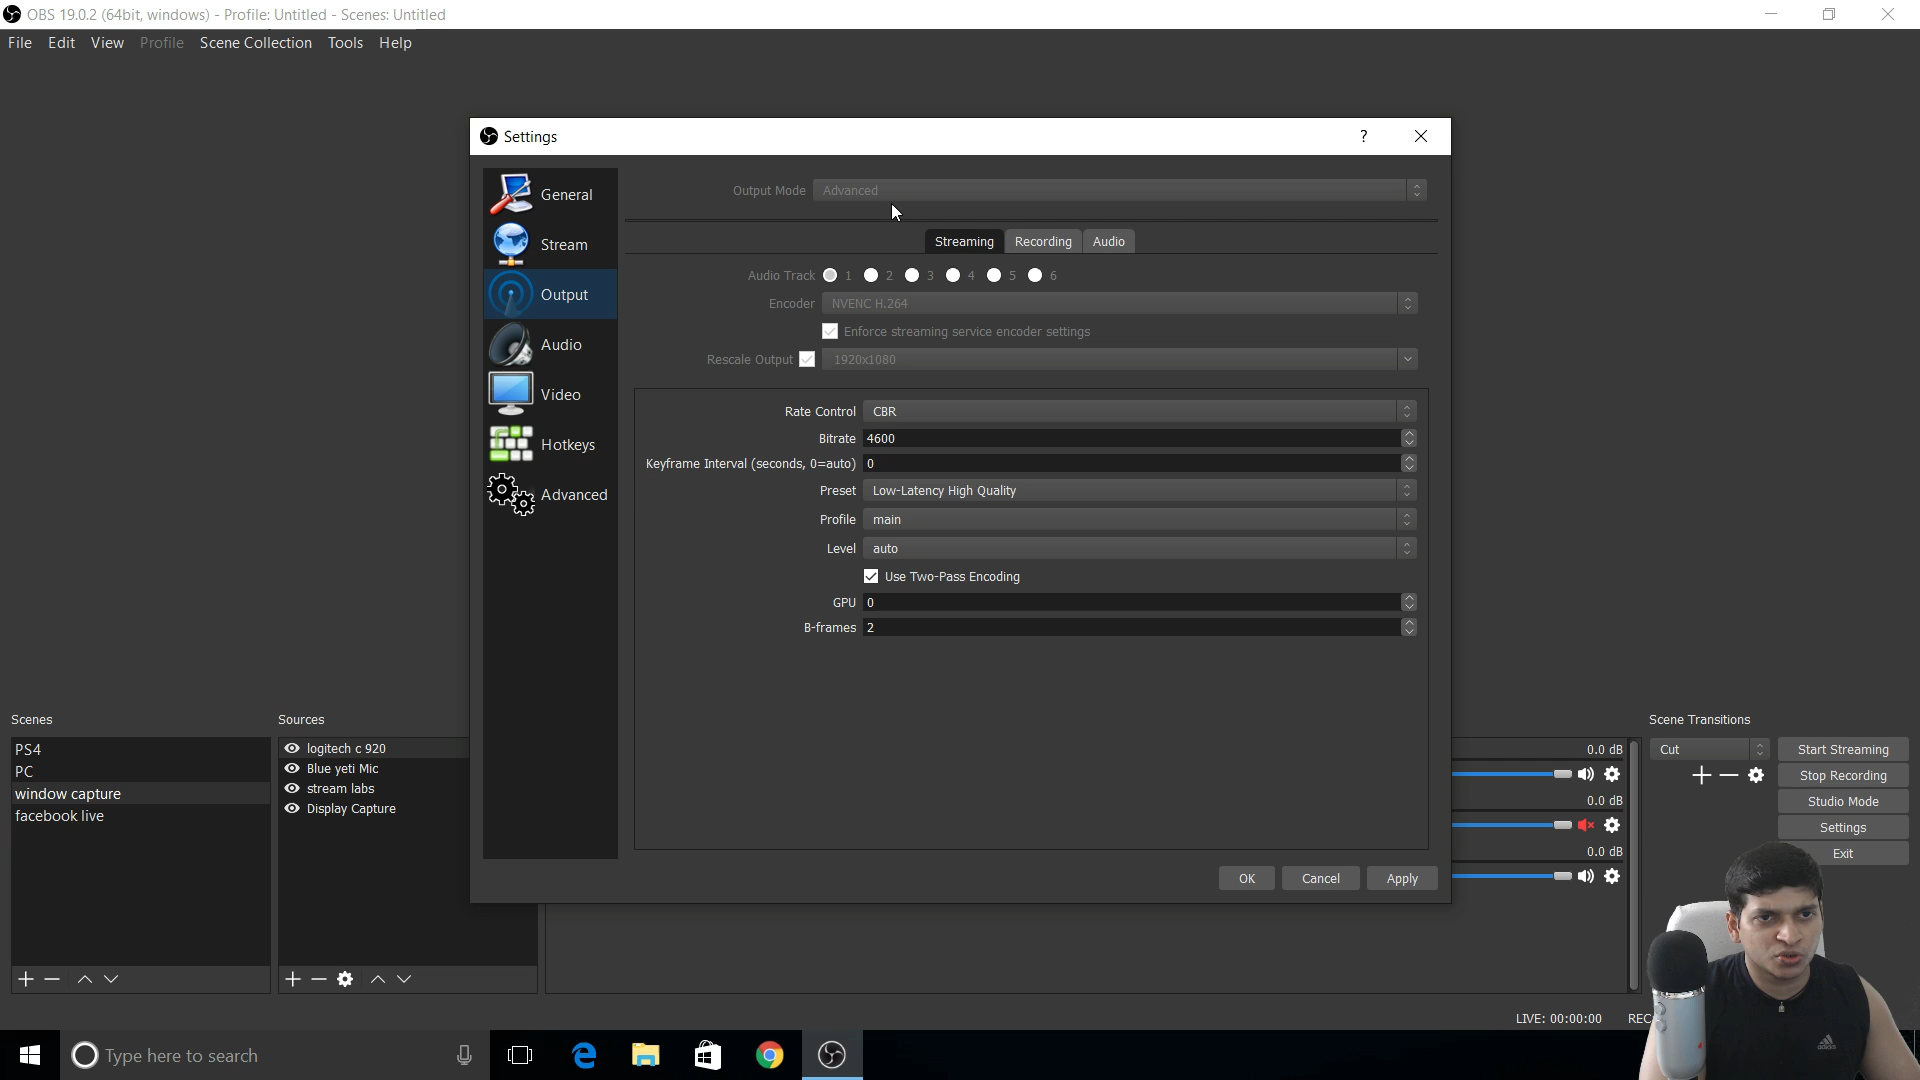 OBS 19.0.2 (64bit, windows) - Profile: Untitled - Scenes: Untitled
File Edit View Profile Scene Collection Tools Help
Settings ?
General
Stream
Output
Audio
Video
Hotkeys
Advanced
Output Mode Advanced
Streaming Recording Audio
Audio Track 1 2 3 4 5 6
Encoder NVENC H.264
Enforce streaming service encoder settings
Rescale Output 1920x1080
Rate Control CBR
Bitrate 4600
Keyframe Interval (seconds, 0=auto) 0
Preset Low-Latency High Quality
Profile main
Level auto
Use Two-Pass Encoding
GPU 0
B-frames 2
OK Cancel Apply
Scenes
PS4
PC
window capture
facebook live
Sources
logitech c 920
Blue yeti Mic
stream labs
Display Capture
0.0 dB
0.0 dB
0.0 dB
Scene Transitions
Cut
Start Streaming
Stop Recording
Studio Mode
Settings
Exit
LIVE: 00:00:00
Type here to search
adidas